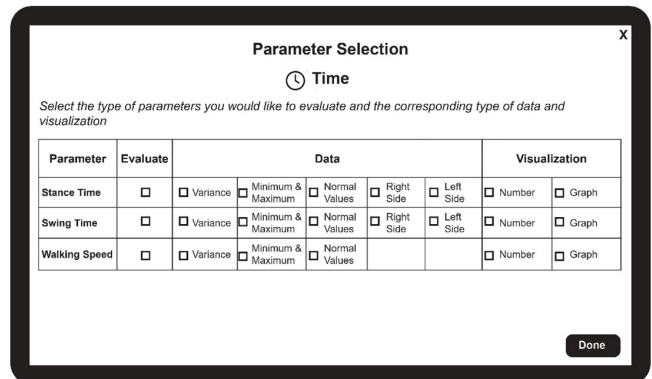 X
Parameter Selection
Time
Select the type of parameters you would like to evaluate and the corresponding type of data and
visualization
Parameter Evaluate Data Visualization
Stance Time Variance Minimum & Maximum Normal Values Right Side Left Side Number Graph
Swing Time Variance Minimum & Maximum Normal Values Right Side Left Side Number Graph
Walking Speed Variance Minimum & Maximum Normal Values Number Graph
Done